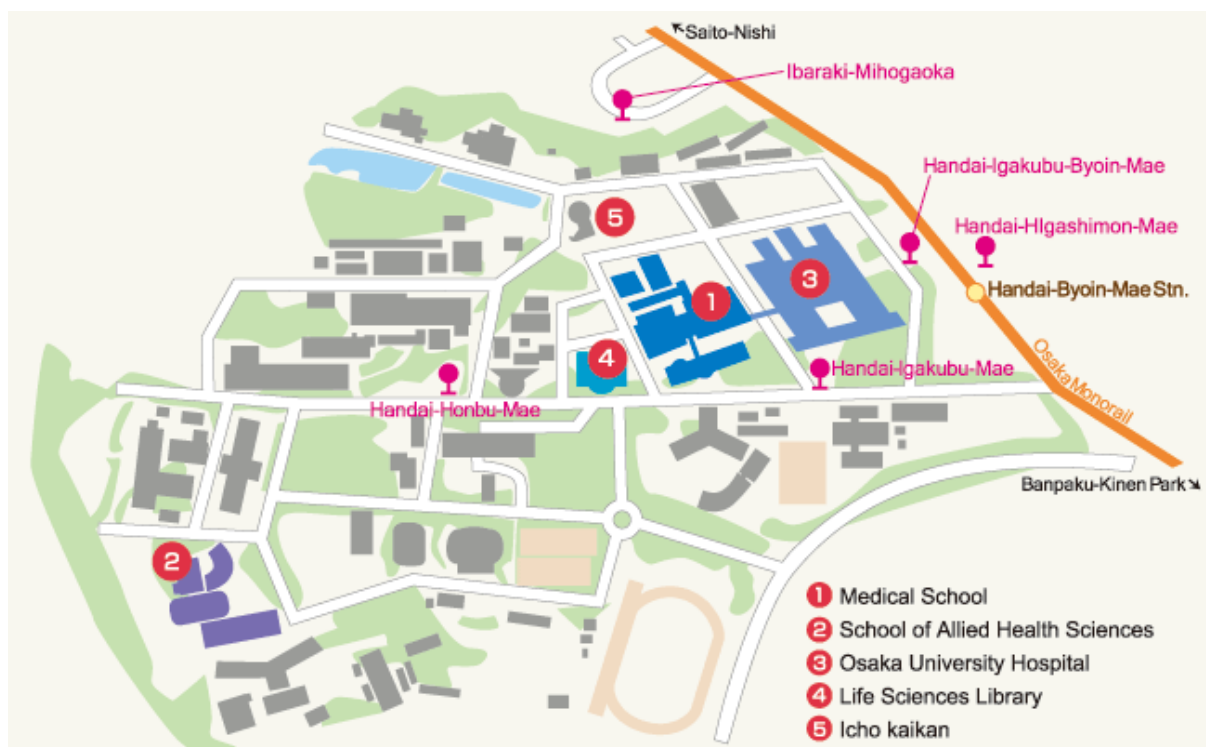 Saito-Nishi
Ibaraki-Mihogaoka
Handai-Igakubu-Byoin-Mae
Handai-HIgashimon-Mae
5
3
1
Handai-Byoin-Mae Stn.
4
Osaka Monorail
Handai-Igakubu-Mae
Handai-Honbu-Mae
Banpaku-Kinen Park
2
1 Medical School
2 School of Allied Health Sciences
3 Osaka University Hospital
4 Life Sciences Library
5 Icho kaikan